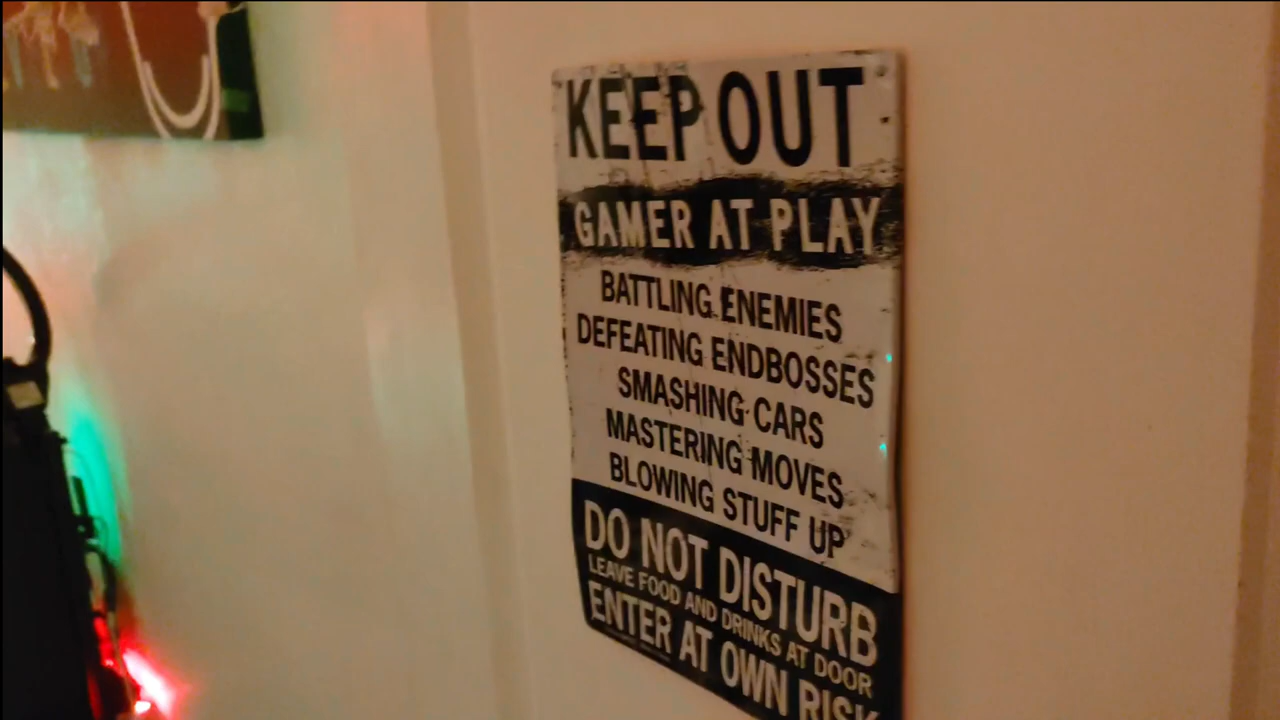 KEEP OUT
GAMER AT PLAY
BATTLING ENEMIES
DEFEATING ENDBOSSES
SMASHING CARS
MASTERING MOVES
BLOWING STUFF UP
DO NOT DISTURB
LEAVE FOOD AND DRINKS AT DOOR
ENTER AT OWN RISK